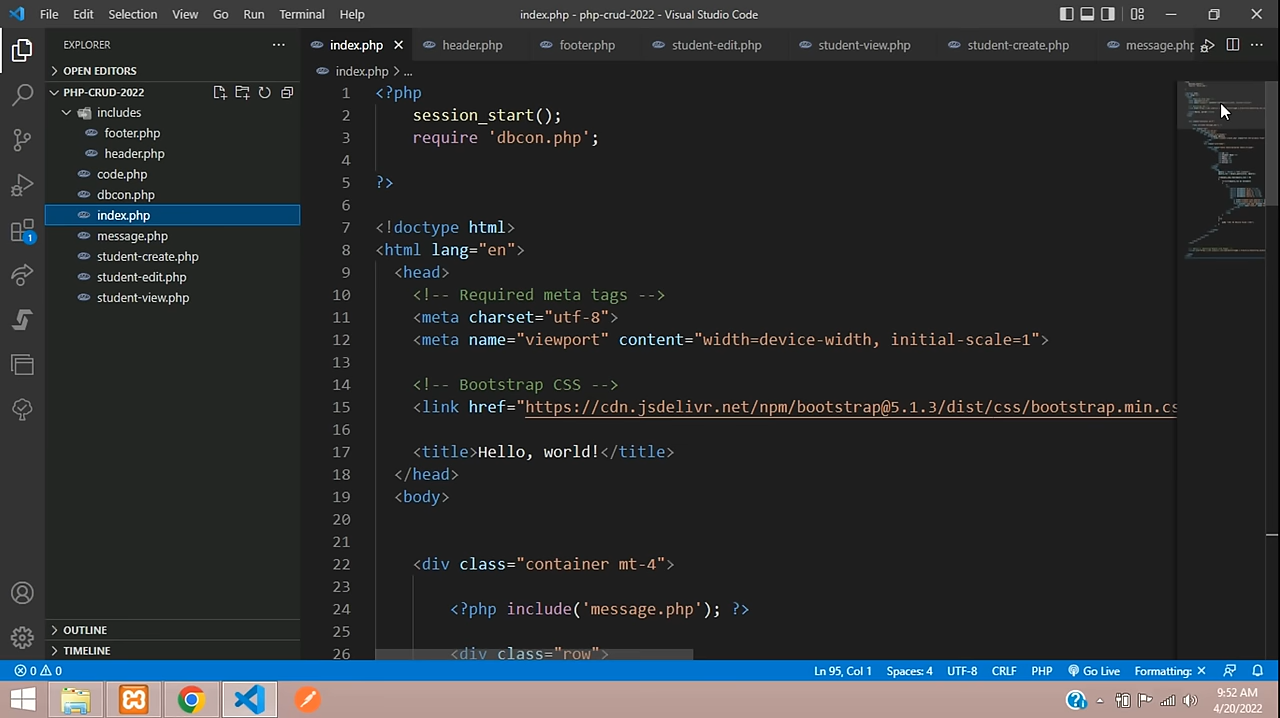 File Edit Selection View Go Run Terminal Help index.php - php-crud-2022 - Visual Studio Code
EXPLORER
index.php header.php footer.php student-edit.php student-view.php student-create.php message.php
OPEN EDITORS
index.php > ...
PHP-CRUD-2022
includes
footer.php
header.php
code.php
dbcon.php
index.php
message.php
student-create.php
student-edit.php
student-view.php
OUTLINE
TIMELINE
1 <?php
2 session_start();
3 require 'dbcon.php';
4
5 ?>
6
7 <!doctype html>
8 <html lang="en">
9 <head>
10 <!-- Required meta tags -->
11 <meta charset="utf-8">
12 <meta name="viewport" content="width=device-width, initial-scale=1">
13
14 <!-- Bootstrap CSS -->
15 <link href="https://cdn.jsdelivr.net/npm/bootstrap@5.1.3/dist/css/bootstrap.min.cs
16
17 <title>Hello, world!</title>
18 </head>
19 <body>
20
21
22 <div class="container mt-4">
23
24 <?php include('message.php'); ?>
25
26 <div class="row">
1
0 0 Ln 95, Col 1 Spaces: 4 UTF-8 CRLF PHP Go Live Formatting: ×
9:52 AM
4/20/2022